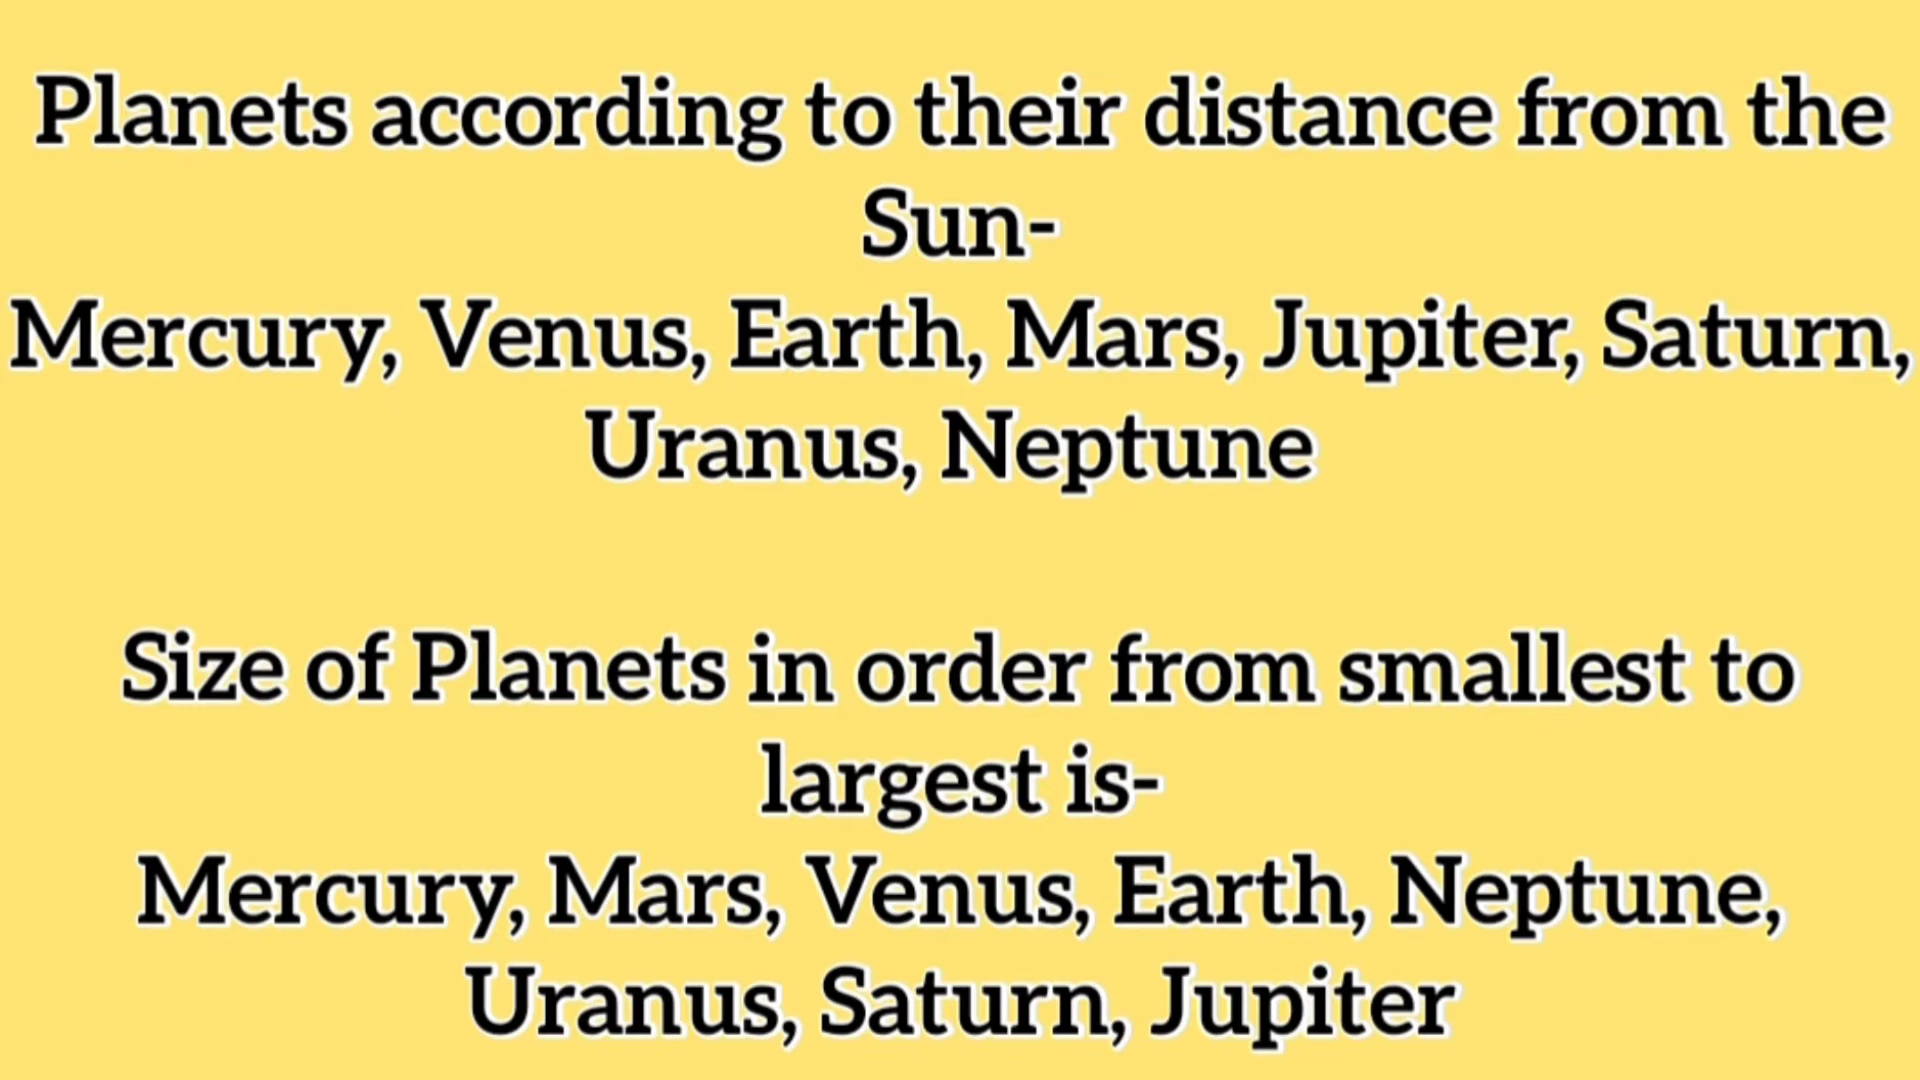 Planets according to their distance from the
Sun-
Mercury, Venus, Earth, Mars, Jupiter, Saturn,
Uranus, Neptune
Size of Planets in order from smallest to
largest is-
Mercury, Mars, Venus, Earth, Neptune,
Uranus, Saturn, Jupiter